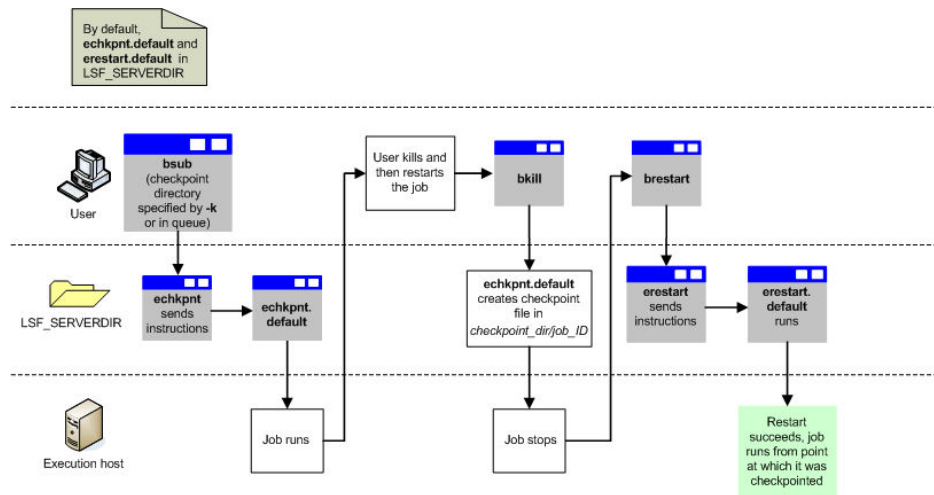 By default,
echkpnt.default and
erestart.default in
LSF_SERVERDIR
User
bsub
(checkpoint
directory
specified by -k
or in queue)
User kills and
then restarts
the job
bkill
brestart
LSF_SERVERDIR
echkpnt
sends
instructions
echkpnt.
default
echkpnt.default
creates checkpoint
file in
checkpoint_dir/job_ID
erestart
sends
instructions
erestart.
default
runs
Execution host
Job runs
Job stops
Restart
succeeds, job
runs from point
at which it was
checkpointed